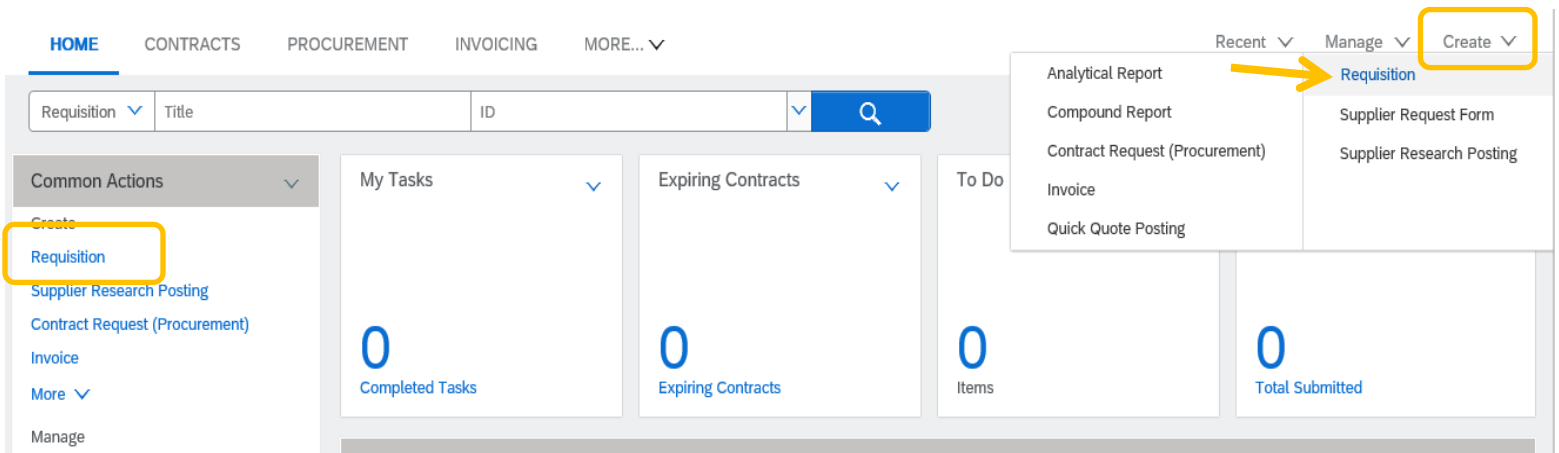 HOME CONTRACTS PROCUREMENT INVOICING MORE... Recent Manage Create
Requisition Title ID
Analytical Report Requisition
Compound Report Supplier Request Form
Contract Request (Procurement) Supplier Research Posting
Invoice
Quick Quote Posting
Common Actions
Create
Requisition
Supplier Research Posting
Contract Request (Procurement)
Invoice
More
Manage
My Tasks
0
Completed Tasks
Expiring Contracts
0
Expiring Contracts
To Do
0
Items
0
Total Submitted